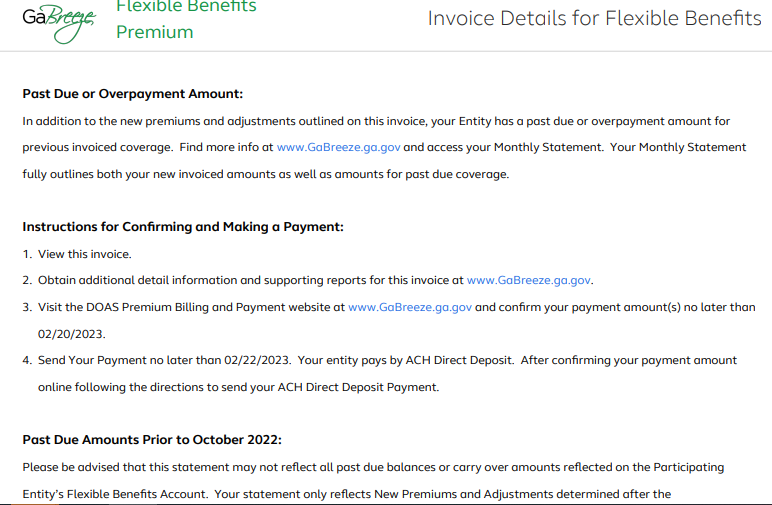 GaBreeze
Flexible Benefits
Premium
Invoice Details for Flexible Benefits
Past Due or Overpayment Amount:
In addition to the new premiums and adjustments outlined on this invoice, your Entity has a past due or overpayment amount for
previous invoiced coverage.  Find more info at www.GaBreeze.ga.gov and access your Monthly Statement.  Your Monthly Statement
fully outlines both your new invoiced amounts as well as amounts for past due coverage.
Instructions for Confirming and Making a Payment:
1.  View this invoice.
2.  Obtain additional detail information and supporting reports for this invoice at www.GaBreeze.ga.gov.
3.  Visit the DOAS Premium Billing and Payment website at www.GaBreeze.ga.gov and confirm your payment amount(s) no later than
02/20/2023.
4.  Send Your Payment no later than 02/22/2023.  Your entity pays by ACH Direct Deposit.  After confirming your payment amount
online following the directions to send your ACH Direct Deposit Payment.
Past Due Amounts Prior to October 2022:
Please be advised that this statement may not reflect all past due balances or carry over amounts reflected on the Participating
Entity's Flexible Benefits Account.  Your statement only reflects New Premiums and Adjustments determined after the